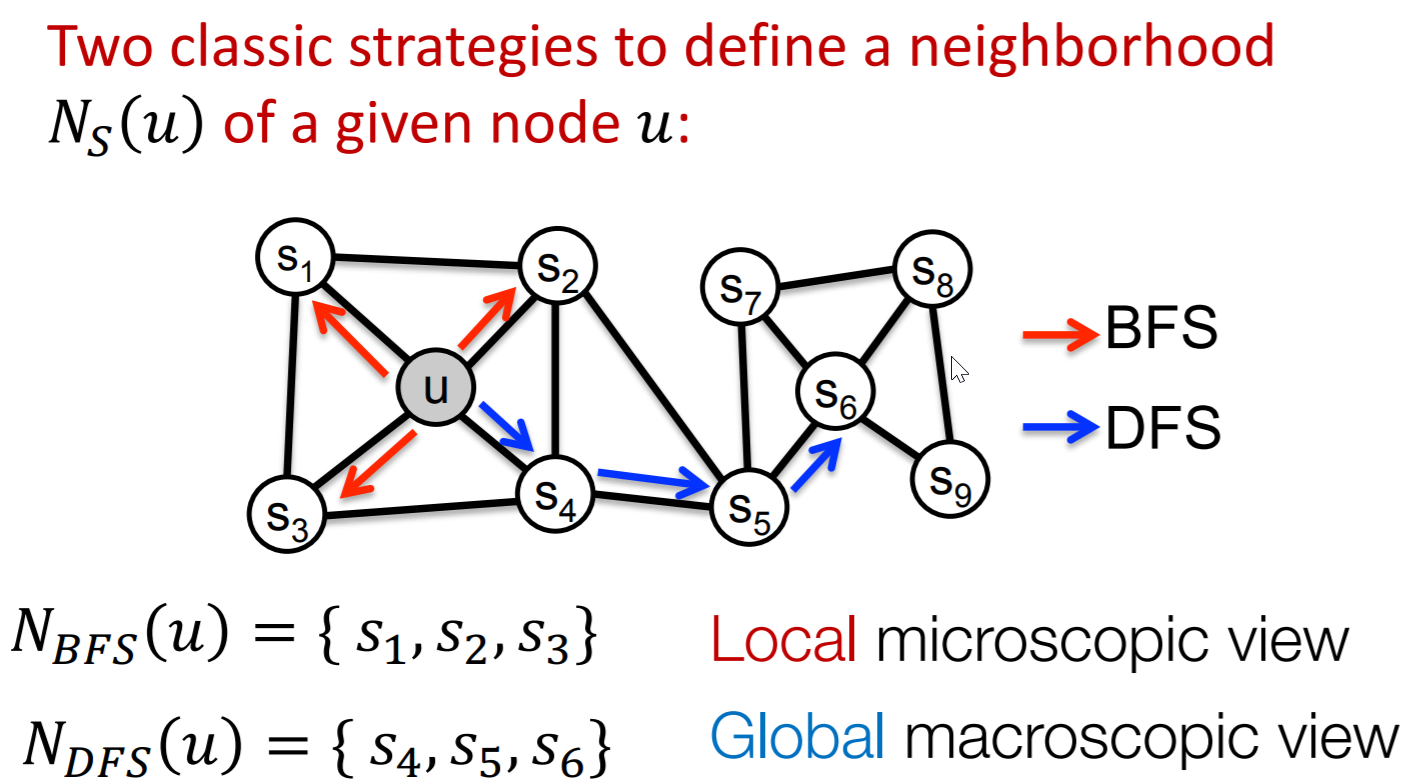 Two classic strategies to define a neighborhood
N_S(u) of a given node u:
s₁
s₂
s₇
s₈
u
s₆
s₃
s₄
s₅
s₉
BFS
DFS
N_BFS(u) = { s₁, s₂, s₃}
Local microscopic view
N_DFS(u) = { s₄, s₅, s₆}
Global macroscopic view